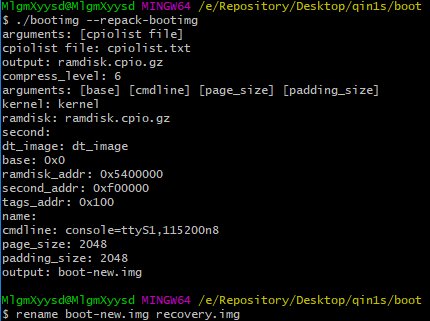 MlgmXyysd@MlgmXyysd MINGW64 /e/Repository/Desktop/qin1s/boot
$ ./bootimg --repack-bootimg
arguments: [cpiolist file]
cpiolist file: cpiolist.txt
output: ramdisk.cpio.gz
compress_level: 6
arguments: [base] [cmdline] [page_size] [padding_size]
kernel: kernel
ramdisk: ramdisk.cpio.gz
second:
dt_image: dt_image
base: 0x0
ramdisk_addr: 0x5400000
second_addr: 0xf00000
tags_addr: 0x100
name:
cmdline: console=ttyS1,115200n8
page_size: 2048
padding_size: 2048
output: boot-new.img
MlgmXyysd@MlgmXyysd MINGW64 /e/Repository/Desktop/qin1s/boot
$ rename boot-new.img recovery.img